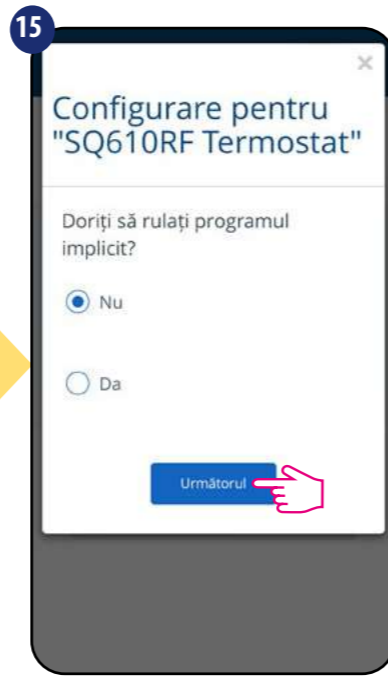 15
×
Configurare pentru
"SQ610RF Termostat"
Doriți să rulați programul
implicit?
Nu
Da
Următorul